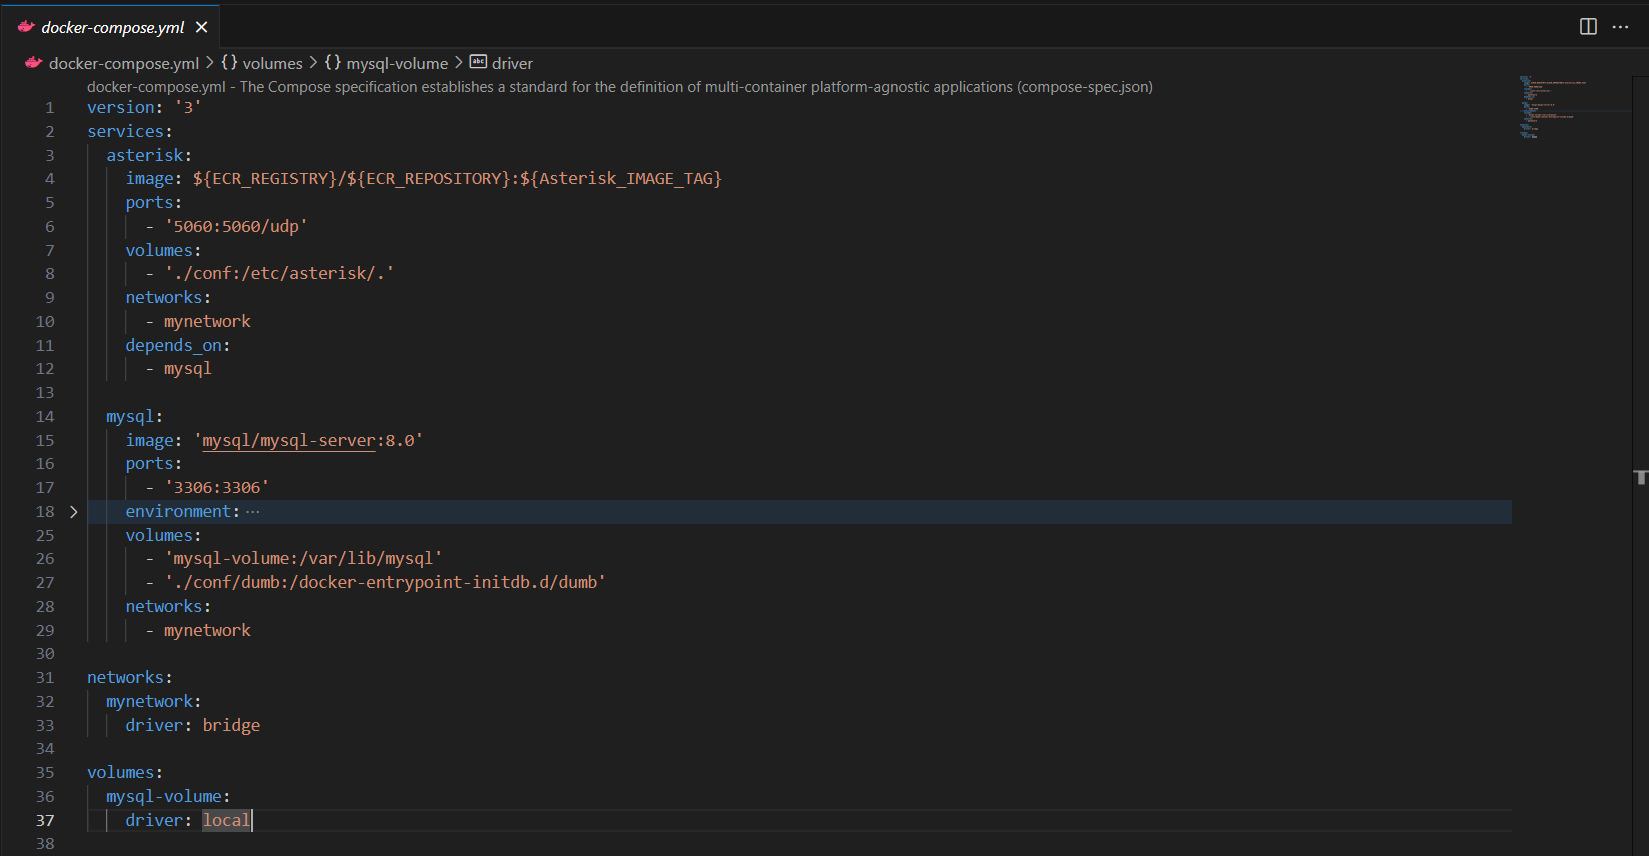 docker-compose.yml
docker-compose.yml > {} volumes > {} mysql-volume > abc driver
docker-compose.yml - The Compose specification establishes a standard for the definition of multi-container platform-agnostic applications (compose-spec.json)
1 version: '3'
2 services:
3   asterisk:
4     image: ${ECR_REGISTRY}/${ECR_REPOSITORY}:${Asterisk_IMAGE_TAG}
5     ports:
6       - '5060:5060/udp'
7     volumes:
8       - './conf:/etc/asterisk/.'
9     networks:
10       - mynetwork
11     depends_on:
12       - mysql
13
14   mysql:
15     image: 'mysql/mysql-server:8.0'
16     ports:
17       - '3306:3306'
18     environment: ···
25     volumes:
26       - 'mysql-volume:/var/lib/mysql'
27       - './conf/dumb:/docker-entrypoint-initdb.d/dumb'
28     networks:
29       - mynetwork
30
31 networks:
32   mynetwork:
33     driver: bridge
34
35 volumes:
36   mysql-volume:
37     driver: local
38